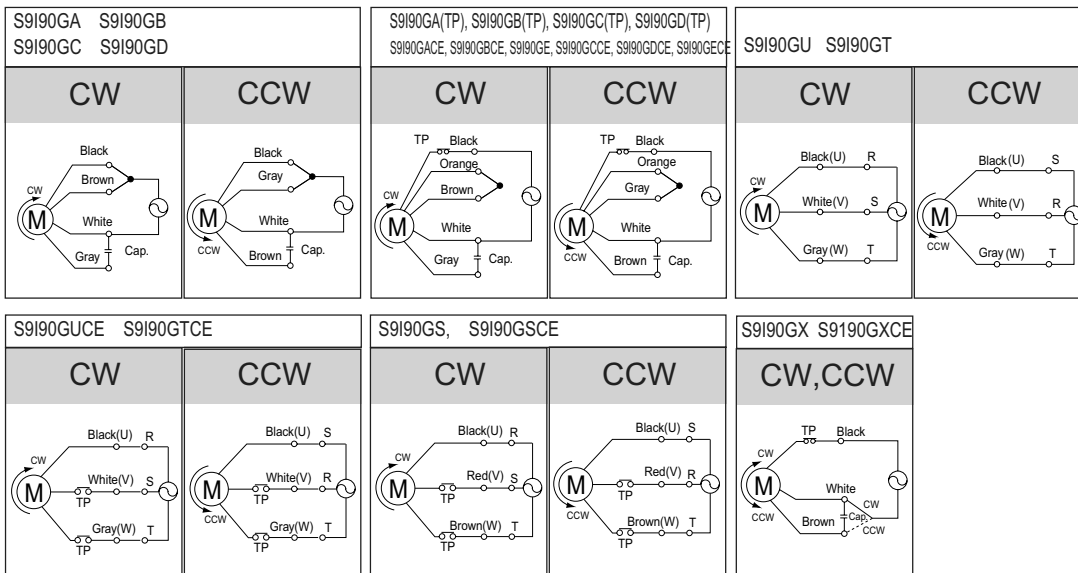 S9I90GA S9I90GB
S9I90GC S9I90GD
CW CCW
Black
Brown
CW
M
White
Gray
Cap.
Black
Gray
M
White
CCW
Brown
Cap.
S9I90GA(TP), S9I90GB(TP), S9I90GC(TP), S9I90GD(TP)
S9I90GACE, S9I90GBCE, S9I90GE, S9I90GCCE, S9I90GDCE, S9I90GECE
CW CCW
TP Black
Orange
CW
Brown
M
White
Gray
Cap.
TP Black
Orange
Gray
M
White
CCW
Brown
Cap.
S9I90GU S9I90GT
CW CCW
Black(U) R
CW
White(V) S
M
Gray(W) T
Black(U) S
White(V) R
M
CCW
Gray(W) T
S9I90GUCE S9I90GTCE
CW CCW
Black(U) R
CW
White(V) S
M
TP
Gray(W) T
TP
Black(U) S
White(V) R
M
TP
CCW
Gray(W) T
TP
S9I90GS, S9I90GSCE
CW CCW
Black(U) R
CW
Red(V) S
M
TP
Brown(W) T
TP
Black(U) S
Red(V) R
M
TP
CCW
Brown(W) T
TP
S9I90GX S9190GXCE
CW,CCW
TP Black
CW
M
White
CW
Cap.
CCW
Brown
CCW